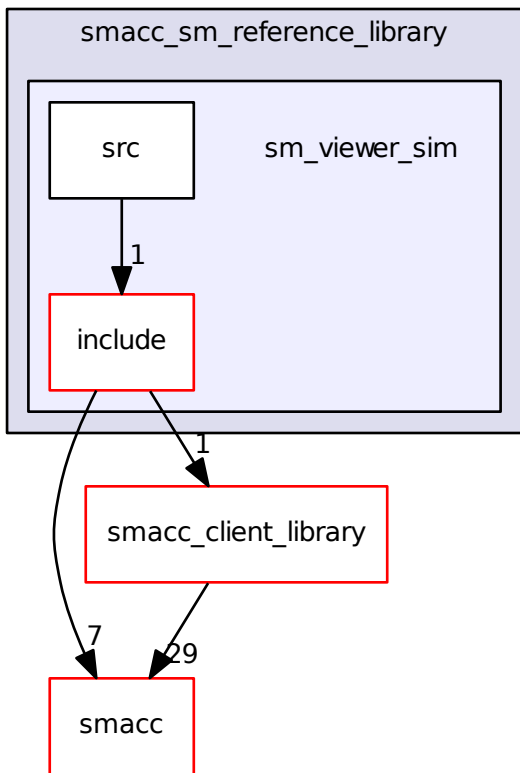 smacc_sm_reference_library
src
sm_viewer_sim
1
include
1
smacc_client_library
7
29
smacc